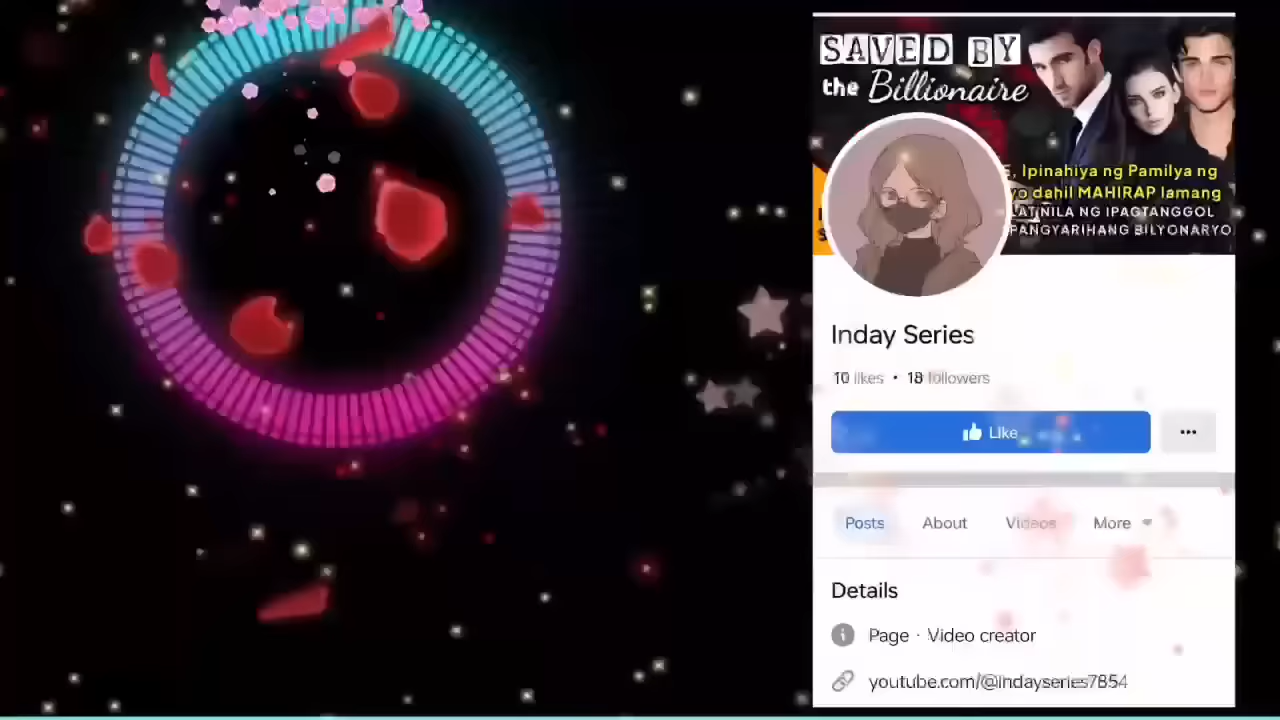 SAVED BY
the Billionaire
, Ipinahiya ng Pamilya ng
yo dahil MAHIRAP lamang
NILA NG IPAGTANGGOL
PANGYARIHANG BILYONARYO
Inday Series
10 likes • 18 followers
Like
Posts About Videos More
Details
Page · Video creator
youtube.com/@indayseries7854